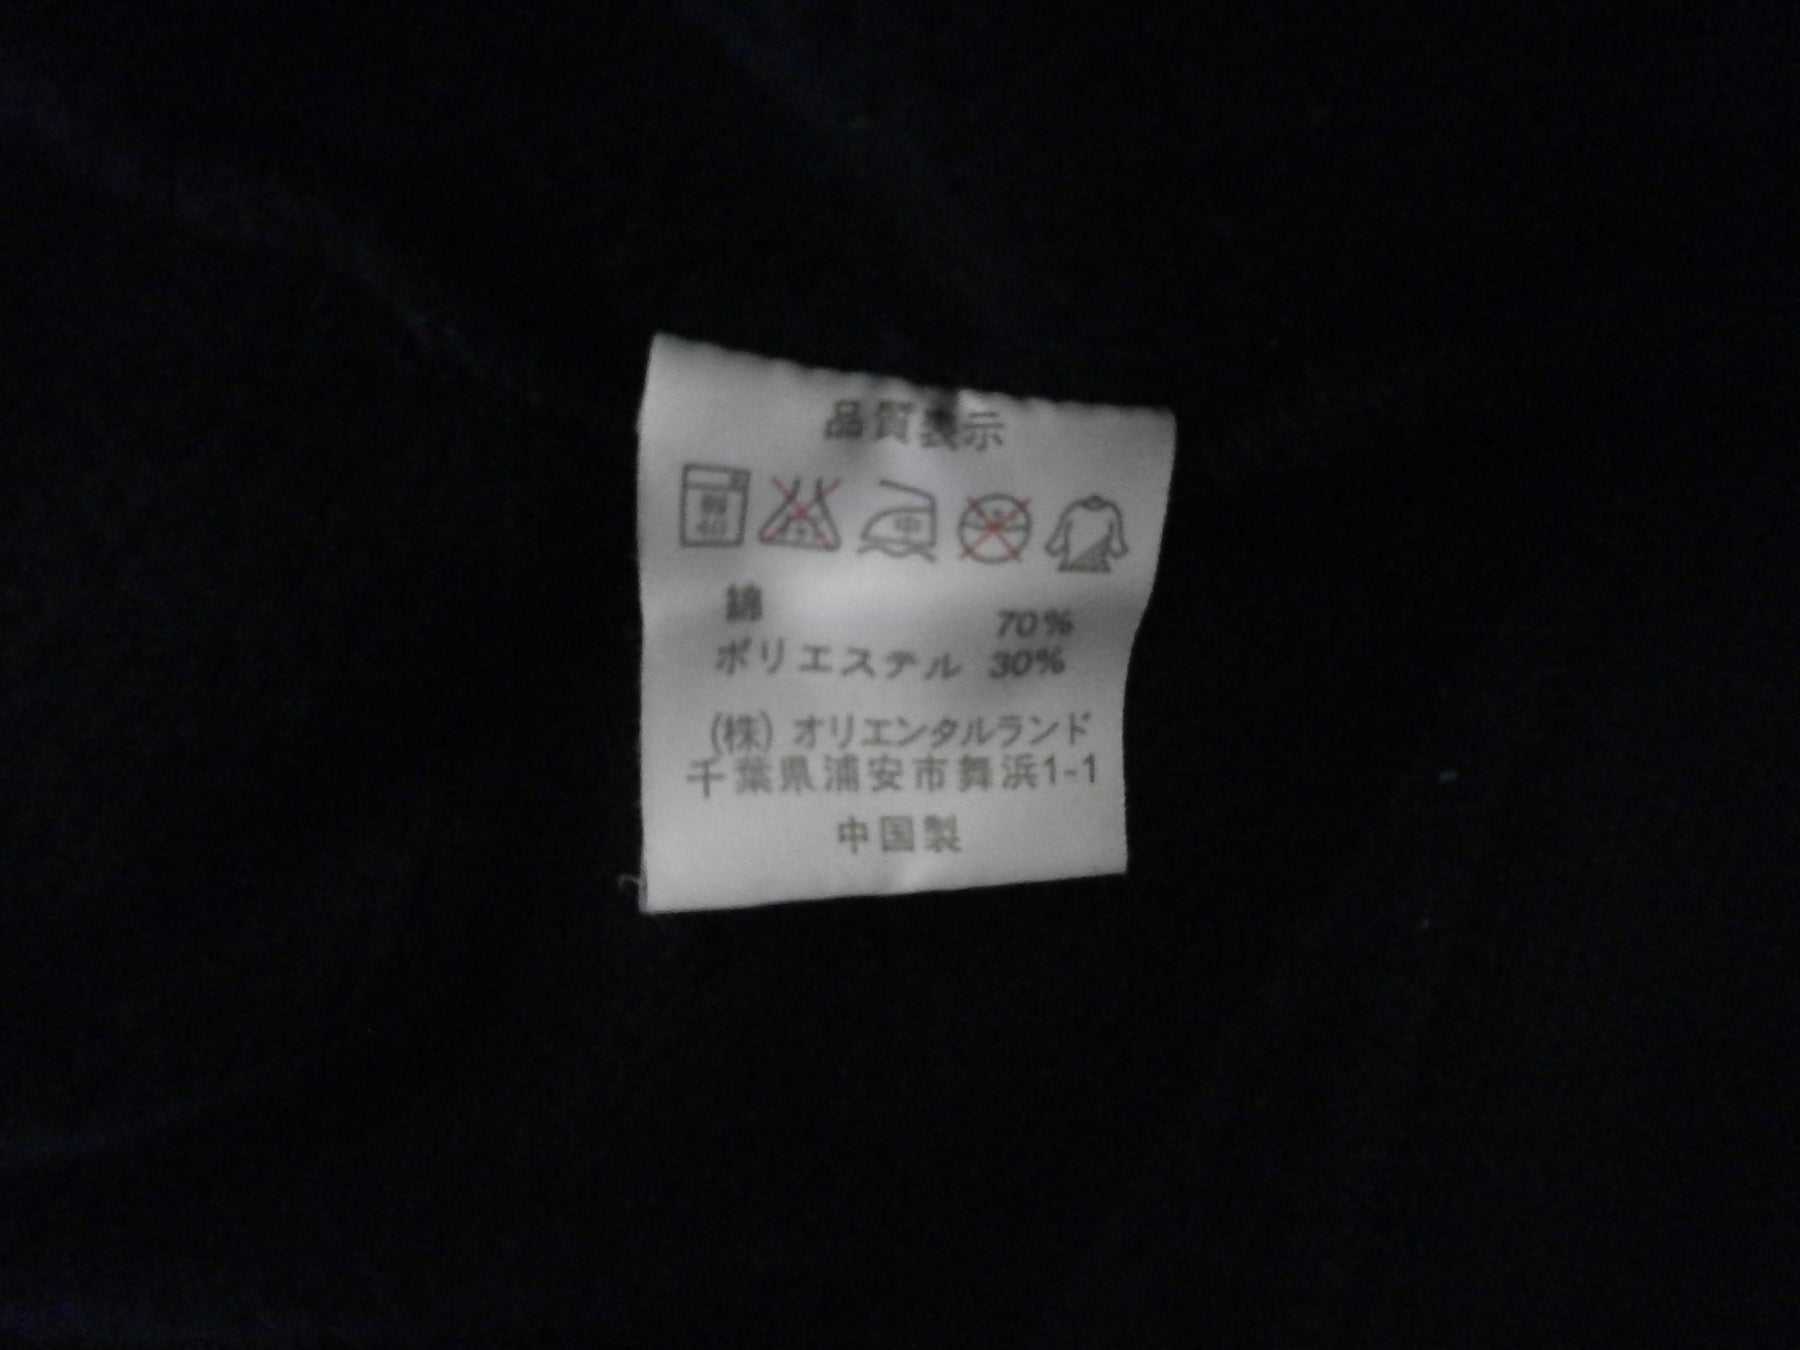 品質表示
中
綿 70%
ポリエステル 30%
(株) オリエンタルランド
千葉県浦安市舞浜1-1
中国製